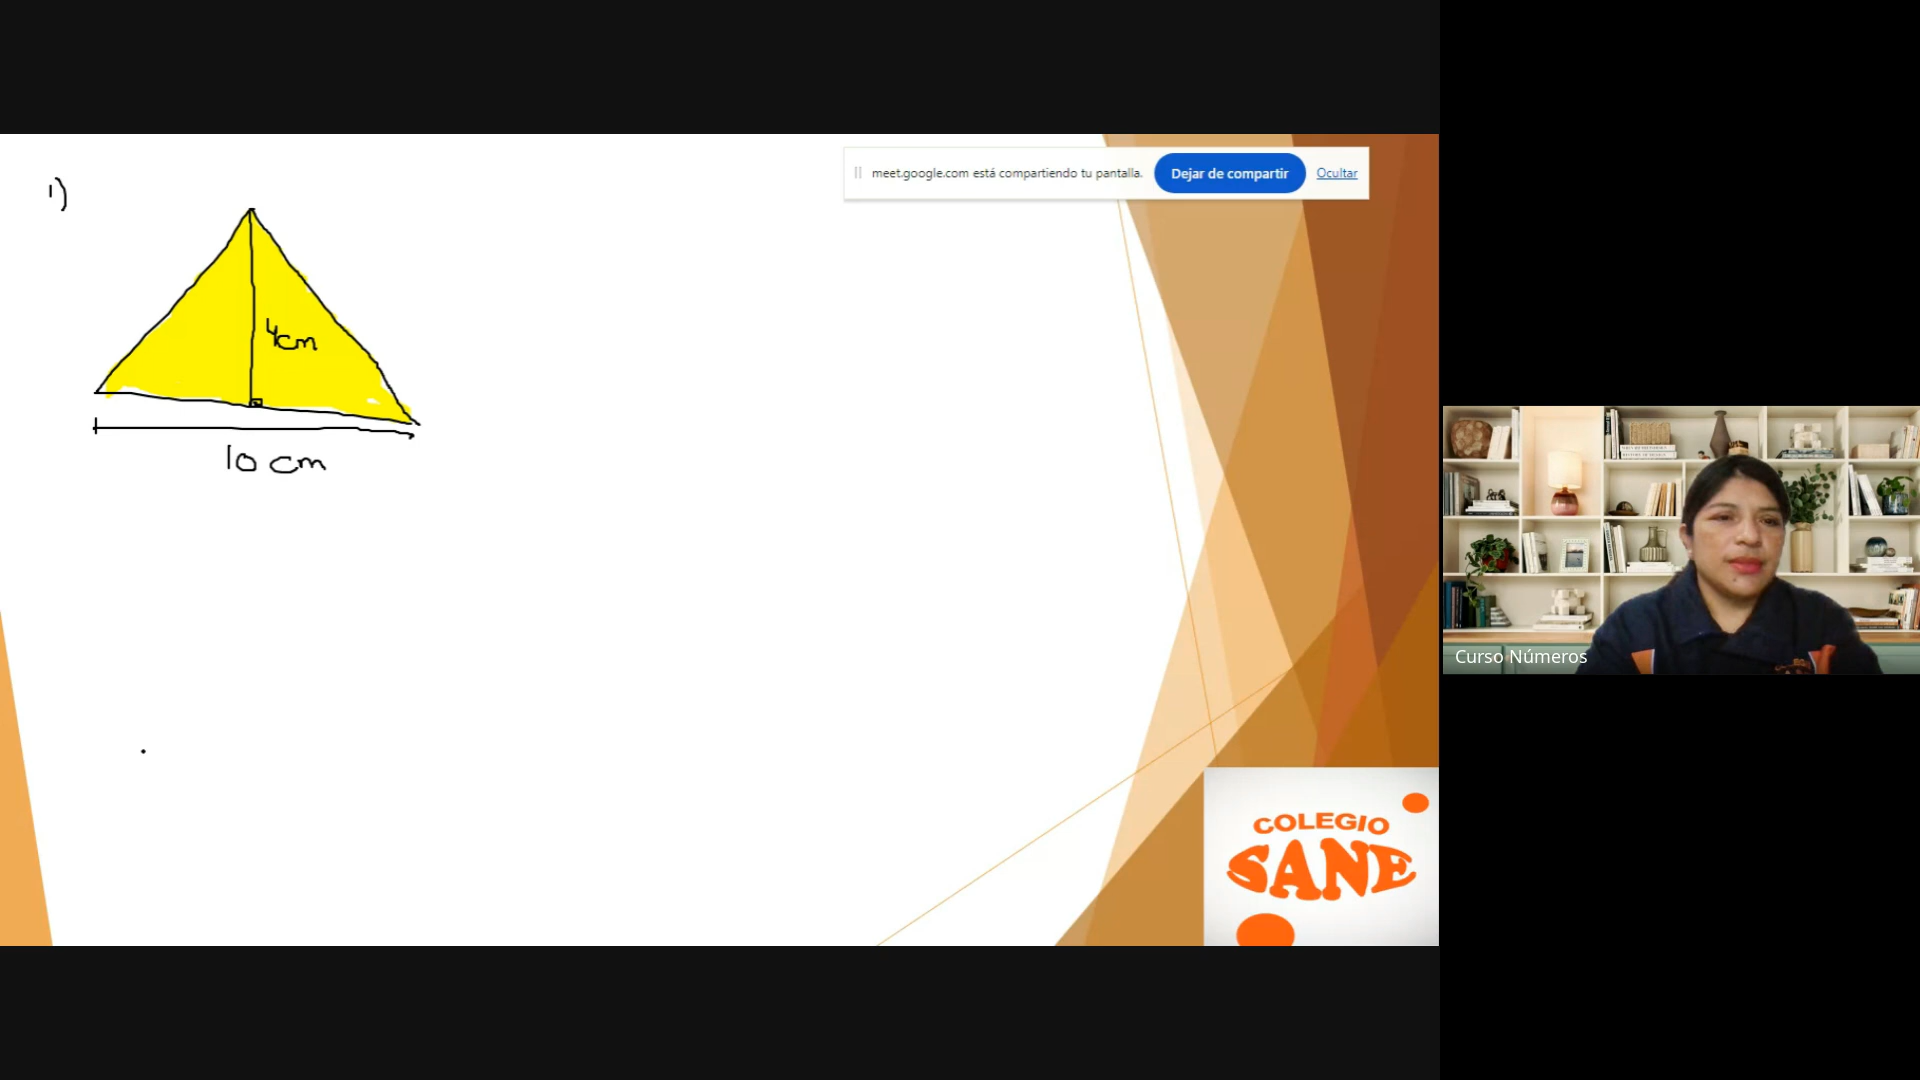 1)
meet.google.com está compartiendo tu pantalla.
Dejar de compartir
Ocultar
4cm
10 cm
Curso Números
COLEGIO
SANE